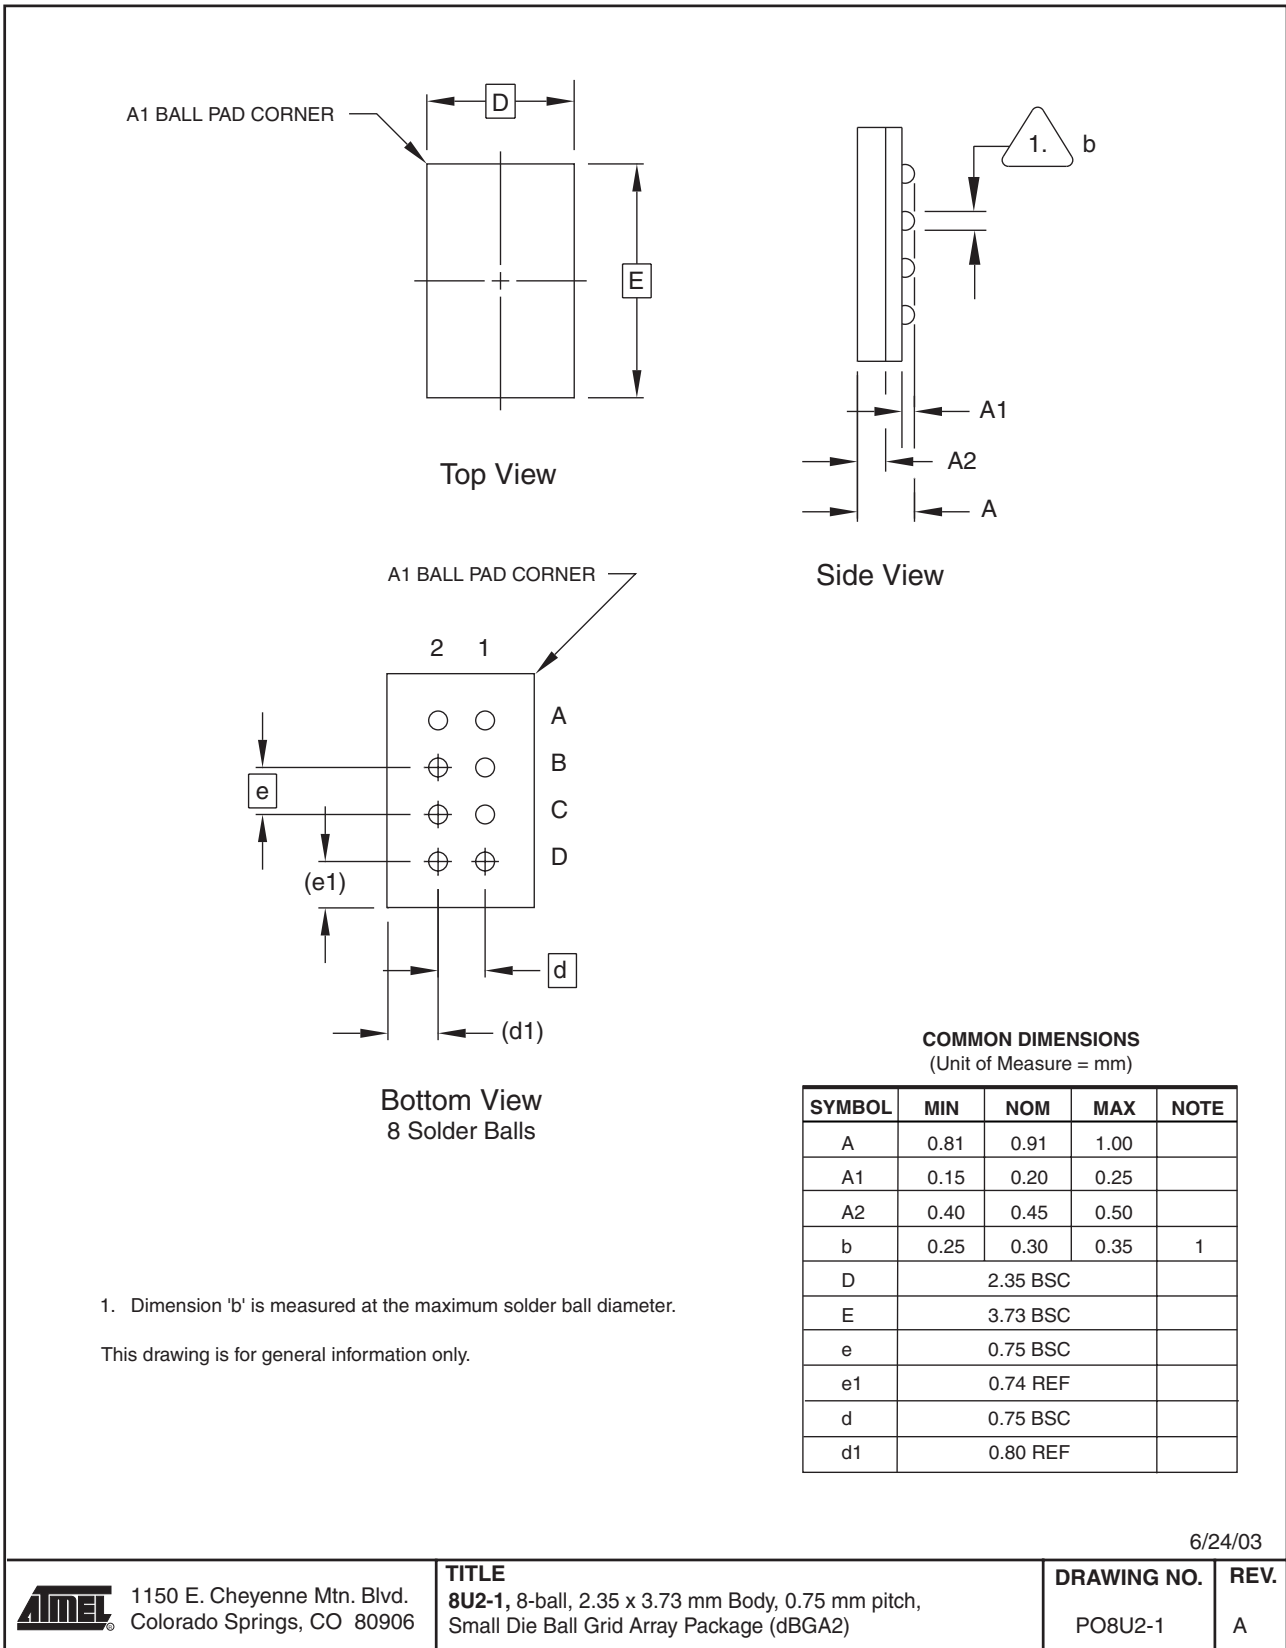 A1 BALL PAD CORNER
D
E
Top View
1. b
A1
A2
A
Side View
A1 BALL PAD CORNER
2 1
A
B
C
D
e
(e1)
d
(d1)
Bottom View
8 Solder Balls
COMMON DIMENSIONS
(Unit of Measure = mm)
SYMBOL MIN NOM MAX NOTE
A 0.81 0.91 1.00
A1 0.15 0.20 0.25
A2 0.40 0.45 0.50
b 0.25 0.30 0.35 1
D 2.35 BSC
E 3.73 BSC
e 0.75 BSC
e1 0.74 REF
d 0.75 BSC
d1 0.80 REF
1. Dimension 'b' is measured at the maximum solder ball diameter.
This drawing is for general information only.
6/24/03
ATMEL ®
1150 E. Cheyenne Mtn. Blvd.
Colorado Springs, CO 80906
TITLE
8U2-1, 8-ball, 2.35 x 3.73 mm Body, 0.75 mm pitch,
Small Die Ball Grid Array Package (dBGA2)
DRAWING NO.
PO8U2-1
REV.
A